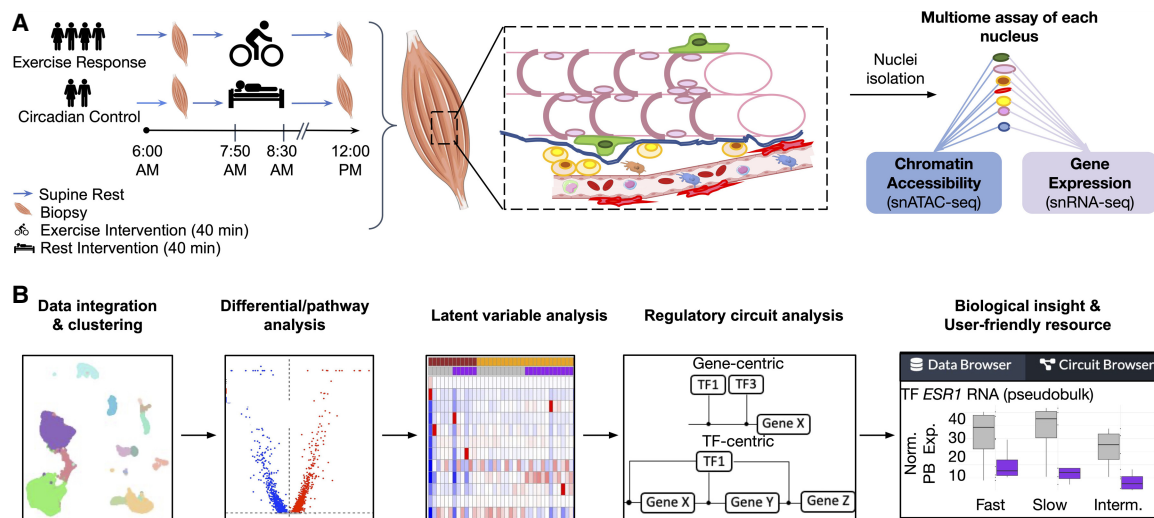 A
Exercise Response
Circadian Control
6:00
AM
7:50
AM
8:30
AM
12:00
PM
Supine Rest
Biopsy
Exercise Intervention (40 min)
Rest Intervention (40 min)
Nuclei
isolation
Multiome assay of each
nucleus
Chromatin
Accessibility
(snATAC-seq)
Gene
Expression
(snRNA-seq)
B
Data integration
& clustering
Differential/pathway
analysis
Latent variable analysis
Regulatory circuit analysis
Gene-centric
TF1
TF3
Gene X
TF-centric
TF1
Gene X
Gene Y
Gene Z
Biological insight &
User-friendly resource
Data Browser
Circuit Browser
TF ESR1 RNA (pseudobulk)
Norm.
PB Exp.
40
30
20
10
Fast
Slow
Interm.